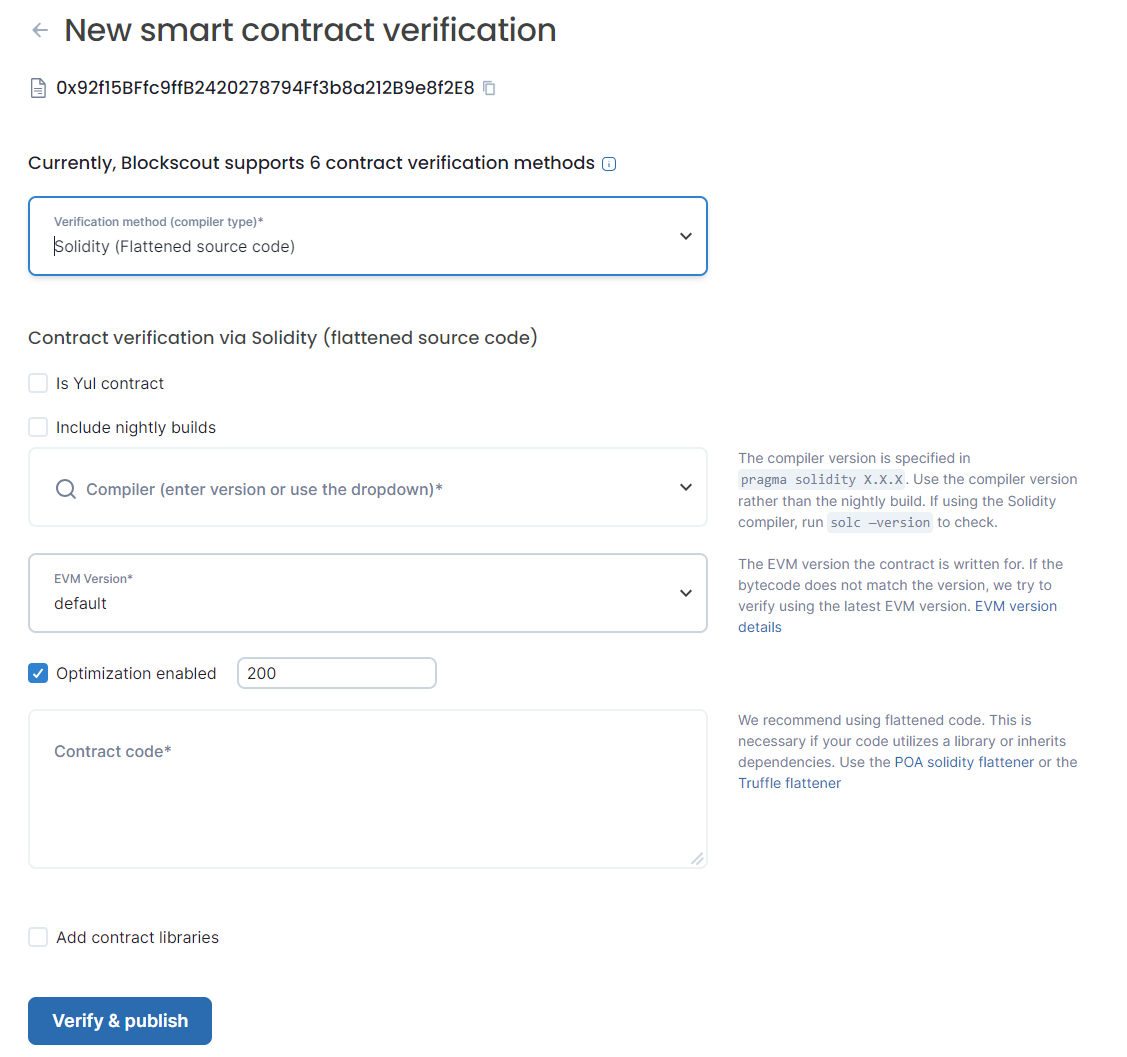 New smart contract verification
0x92f15BFfc9ffB2420278794Ff3b8a212B9e8f2E8
Currently, Blockscout supports 6 contract verification methods
Verification method (compiler type)*
Solidity (Flattened source code)
Contract verification via Solidity (flattened source code)
Is Yul contract
Include nightly builds
Compiler (enter version or use the dropdown)*
The compiler version is specified in
pragma solidity X.X.X. Use the compiler version
rather than the nightly build. If using the Solidity
compiler, run solc —version to check.
EVM Version*
default
The EVM version the contract is written for. If the
bytecode does not match the version, we try to
verify using the latest EVM version. EVM version
details
Optimization enabled 200
Contract code*
We recommend using flattened code. This is
necessary if your code utilizes a library or inherits
dependencies. Use the POA solidity flattener or the
Truffle flattener
Add contract libraries
Verify & publish